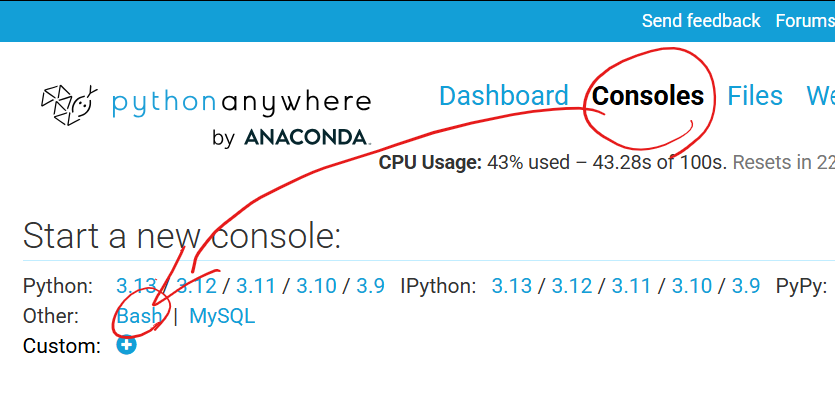 Send feedback Forums
pythonanywhere
by ANACONDA.
Dashboard Consoles Files
CPU Usage: 43% used – 43.28s of 100s. Resets in 22
Start a new console:
Python: 3.13 / 3.12 / 3.11 / 3.10 / 3.9 IPython: 3.13 / 3.12 / 3.11 / 3.10 / 3.9 PyPy:
Other: Bash | MySQL
Custom: